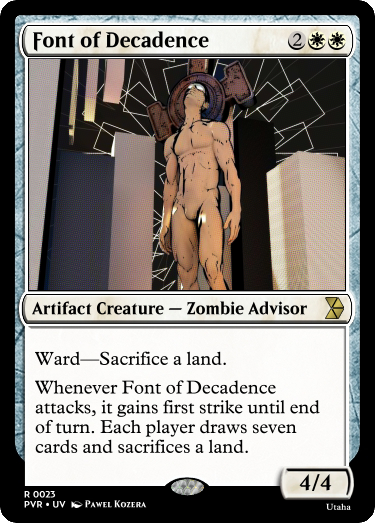 Font of Decadence 2
Artifact Creature — Zombie Advisor
Ward—Sacrifice a land.
Whenever Font of Decadence
attacks, it gains first strike until end
of turn. Each player draws seven
cards and sacrifices a land.
4/4
R 0023
PVR • UV Pawel Kozera
Utaha